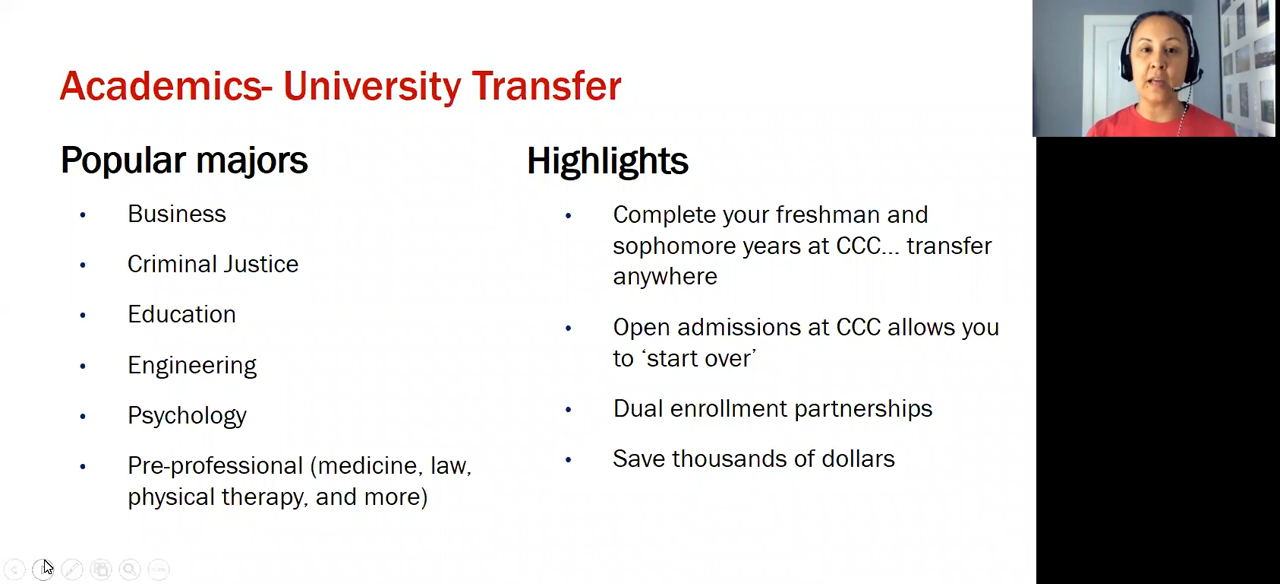 Academics- University Transfer
Popular majors
• Business
• Criminal Justice
• Education
• Engineering
• Psychology
• Pre-professional (medicine, law,
physical therapy, and more)
Highlights
• Complete your freshman and
sophomore years at CCC... transfer
anywhere
• Open admissions at CCC allows you
to ‘start over’
• Dual enrollment partnerships
• Save thousands of dollars